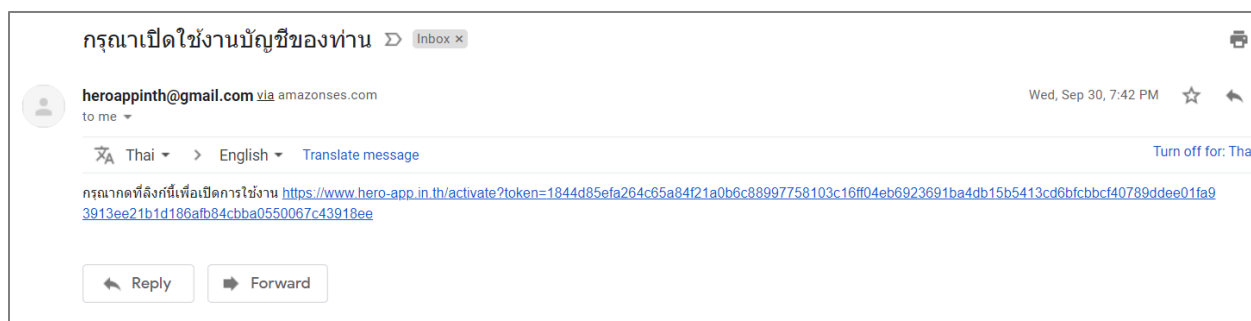 กรุณาเปิดใช้งานบัญชีของท่าน Inbox ×
heroappinth@gmail.com via amazonses.com Wed, Sep 30, 7:42 PM
to me
Thai > English Translate message Turn off for: Tha
กรุณากดที่ลิงก์นี้เพื่อเปิดการใช้งาน https://www.hero-app.in.th/activate?token=1844d85efa264c65a84f21a0b6c88997758103c16ff04eb6923691ba4db15b5413cd6bfcbbcf40789ddee01fa9
3913ee21b1d186afb84cbba0550067c43918ee
Reply Forward